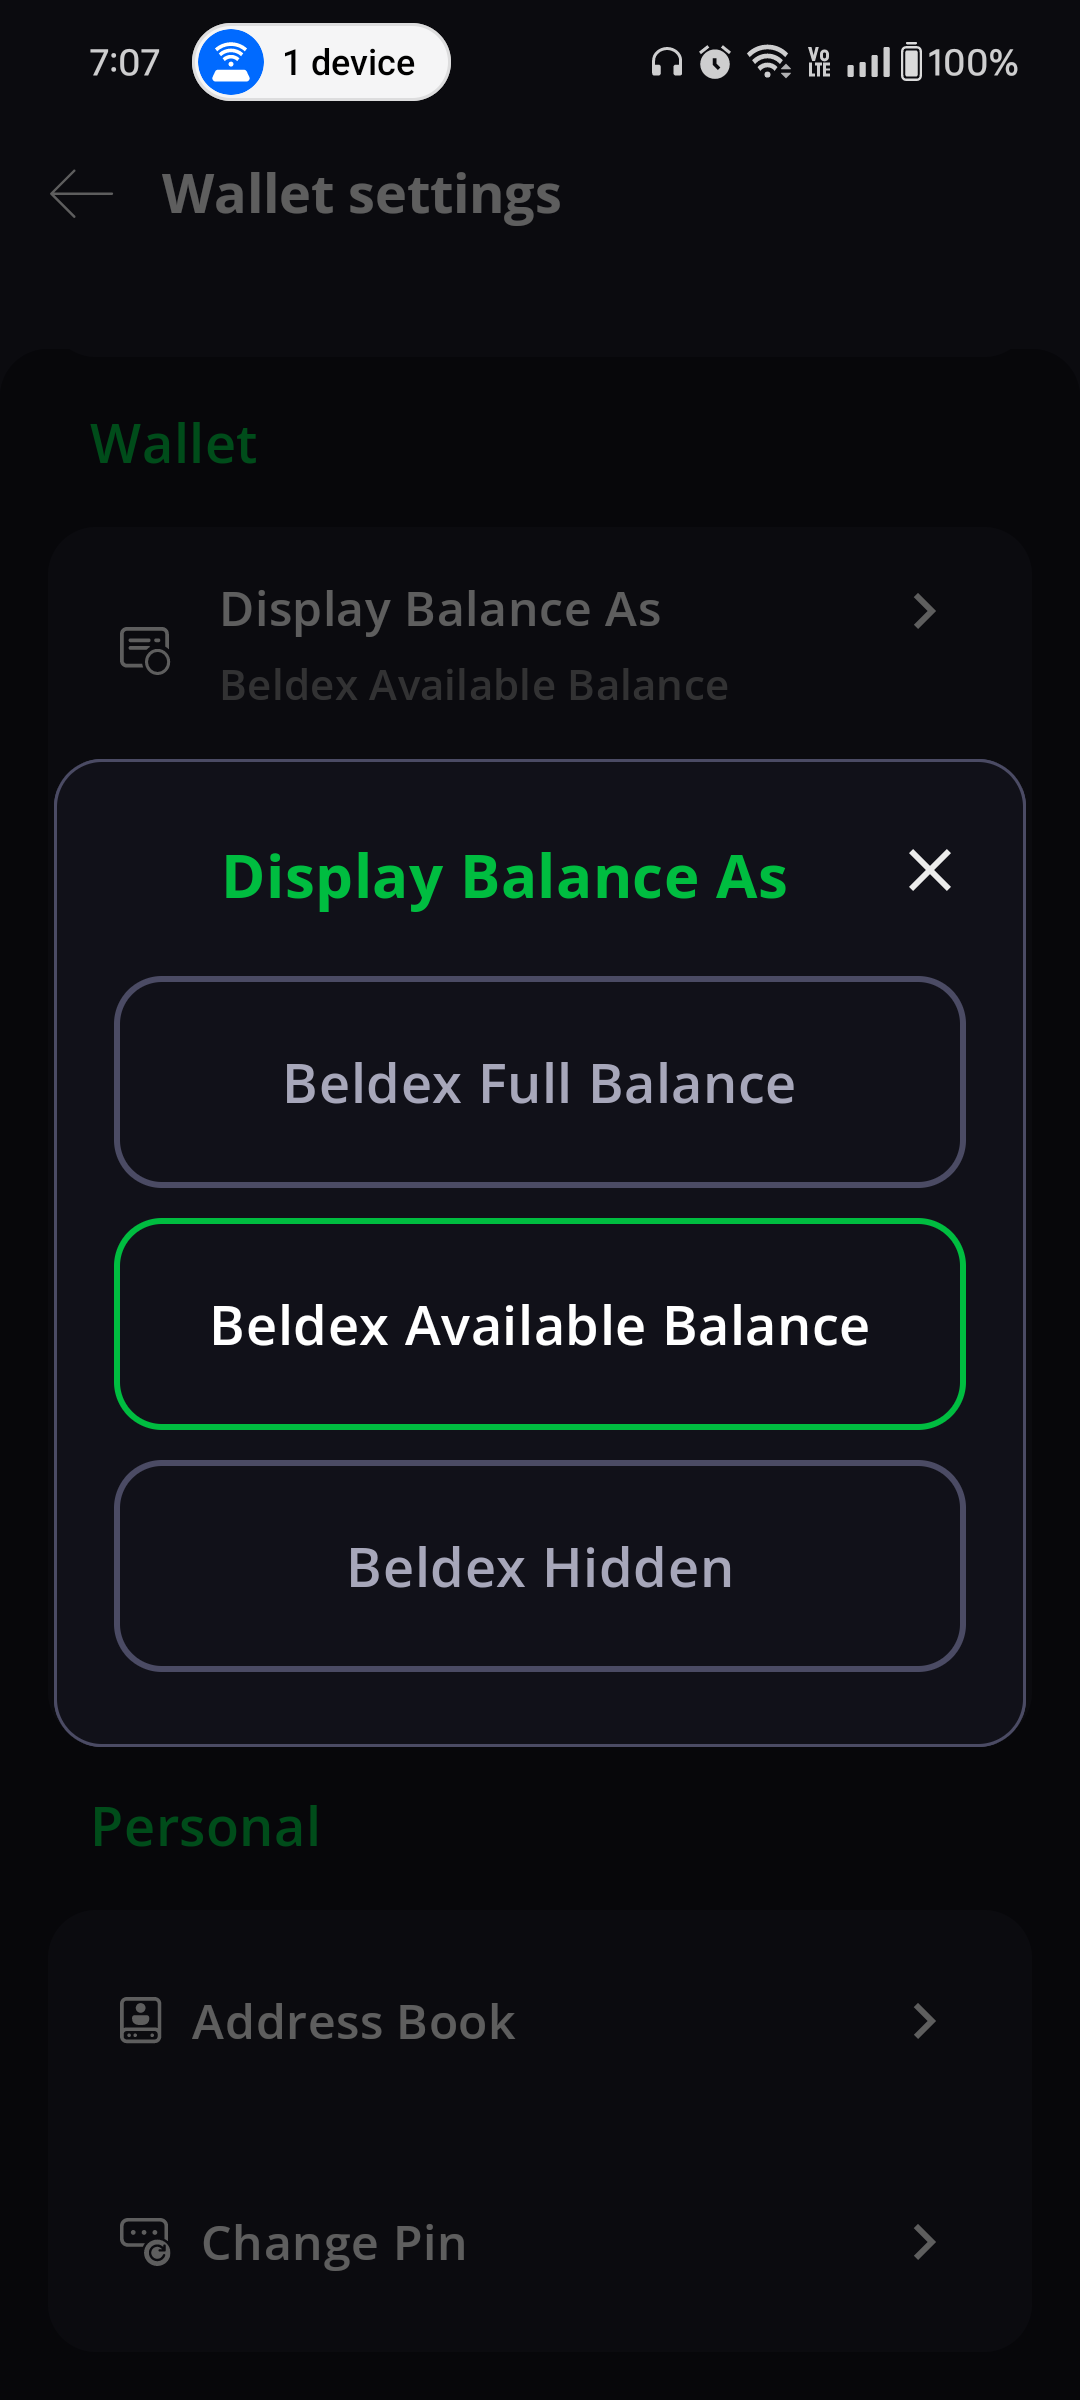 7:07
1 device
VO
LTE
100%
Wallet settings
Wallet
Display Balance As
Beldex Available Balance
Display Balance As
Beldex Full Balance
Beldex Available Balance
Beldex Hidden
Personal
Address Book
Change Pin